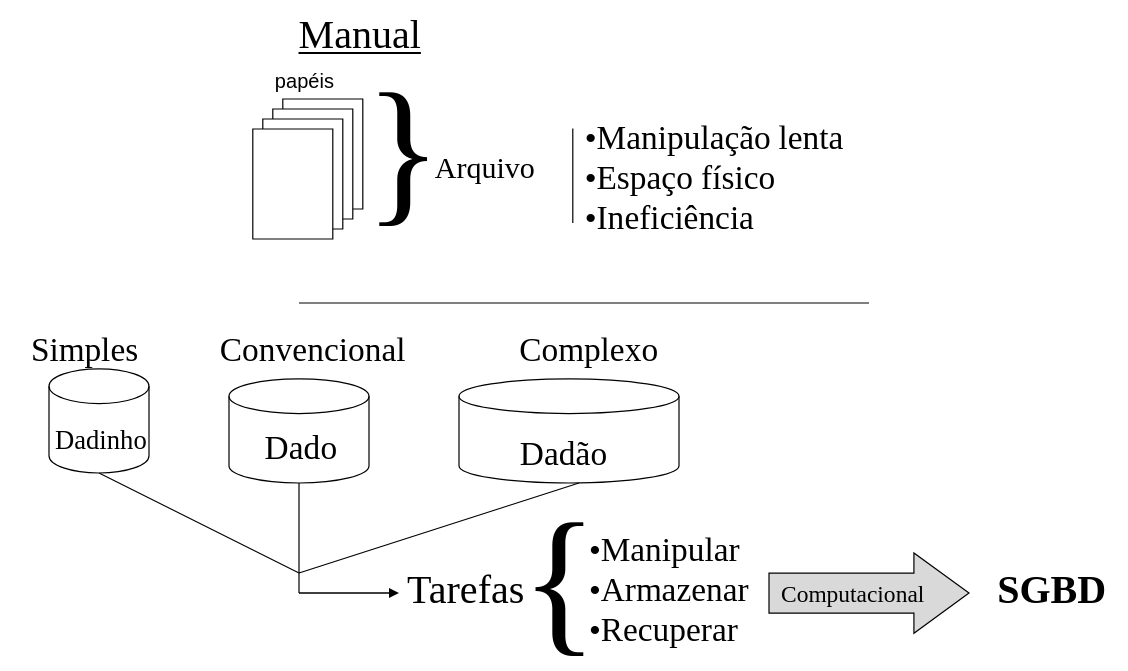 Manual
papéis
Arquivo
•Manipulação lenta
•Espaço físico
•Ineficiência
Simples
Convencional
Complexo
Dadinho
Dado
Dadão
Tarefas
•Manipular
•Armazenar
•Recuperar
Computacional
SGBD